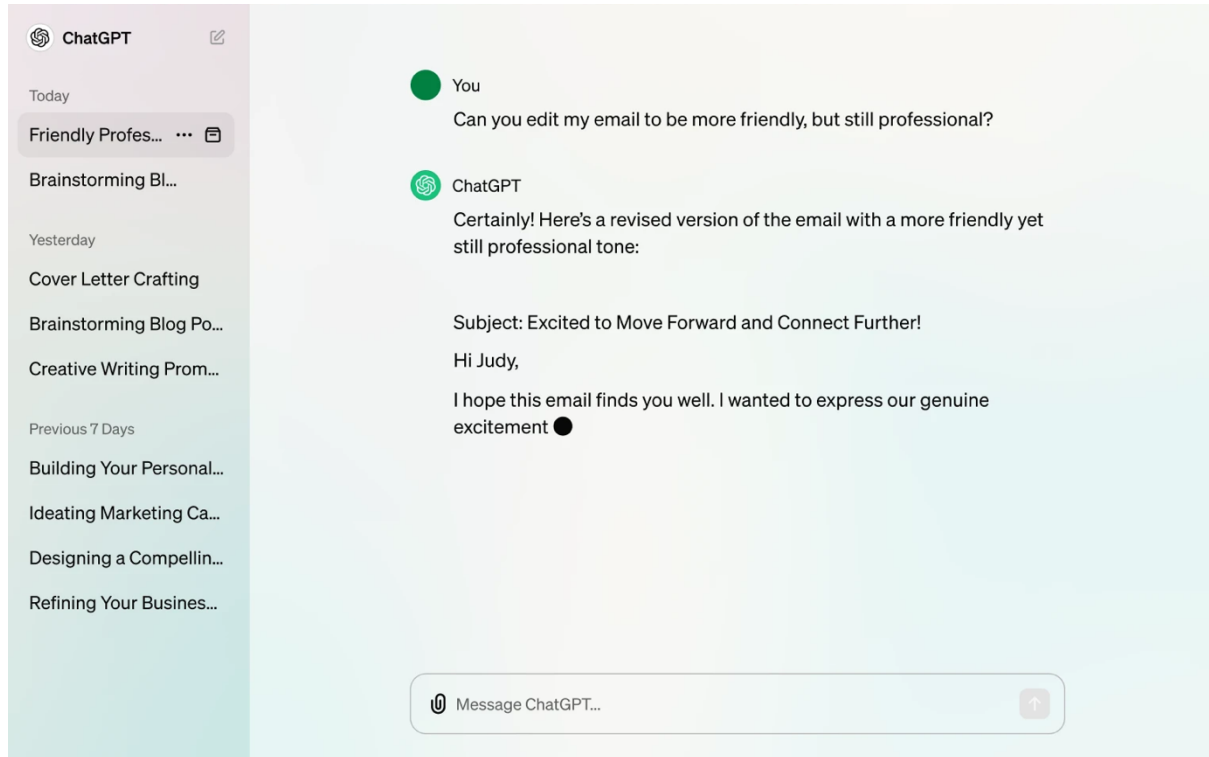 ChatGPT
Today
Friendly Profes...
Brainstorming Bl...
Yesterday
Cover Letter Crafting
Brainstorming Blog Po...
Creative Writing Prom...
Previous 7 Days
Building Your Personal...
Ideating Marketing Ca...
Designing a Compellin...
Refining Your Busines...
You
Can you edit my email to be more friendly, but still professional?
ChatGPT
Certainly! Here’s a revised version of the email with a more friendly yet
still professional tone:
Subject: Excited to Move Forward and Connect Further!
Hi Judy,
I hope this email finds you well. I wanted to express our genuine
excitement
Message ChatGPT...